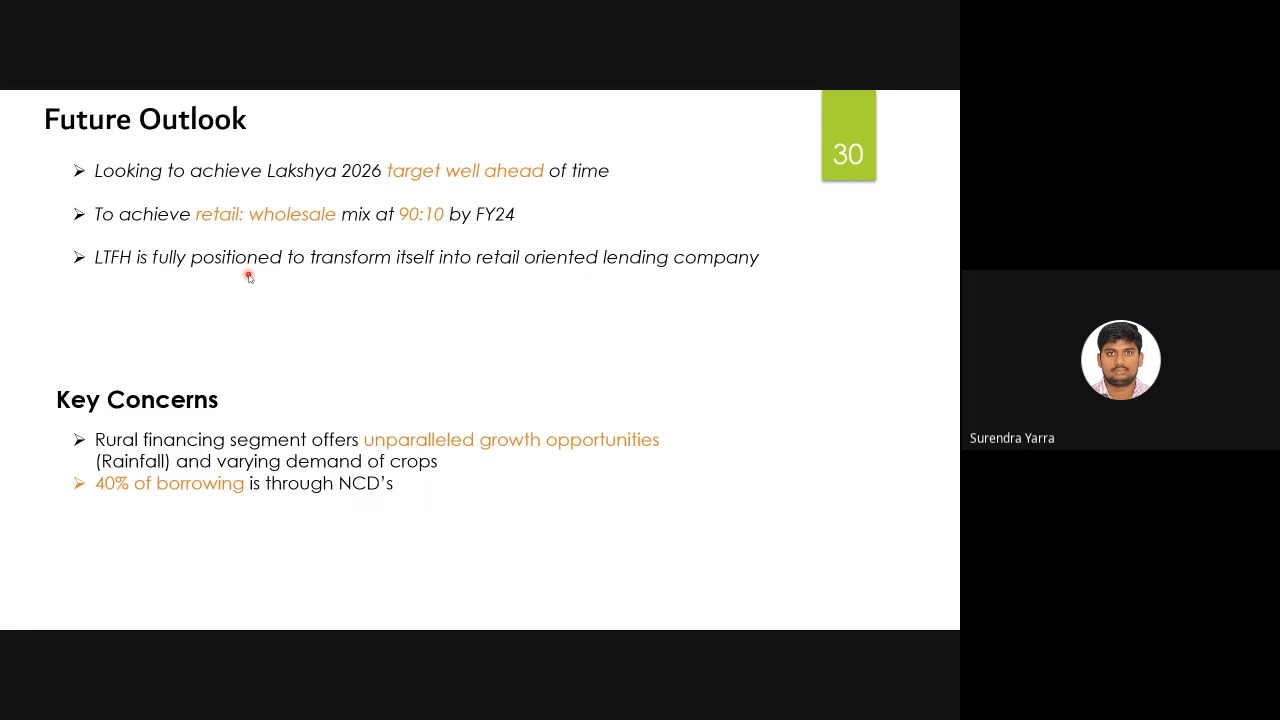 Future Outlook
30
➢ Looking to achieve Lakshya 2026 target well ahead of time
➢ To achieve retail: wholesale mix at 90:10 by FY24
➢ LTFH is fully positioned to transform itself into retail oriented lending company
Key Concerns
➢ Rural financing segment offers unparalleled growth opportunities
(Rainfall) and varying demand of crops
➢ 40% of borrowing is through NCD’s
Surendra Yarra